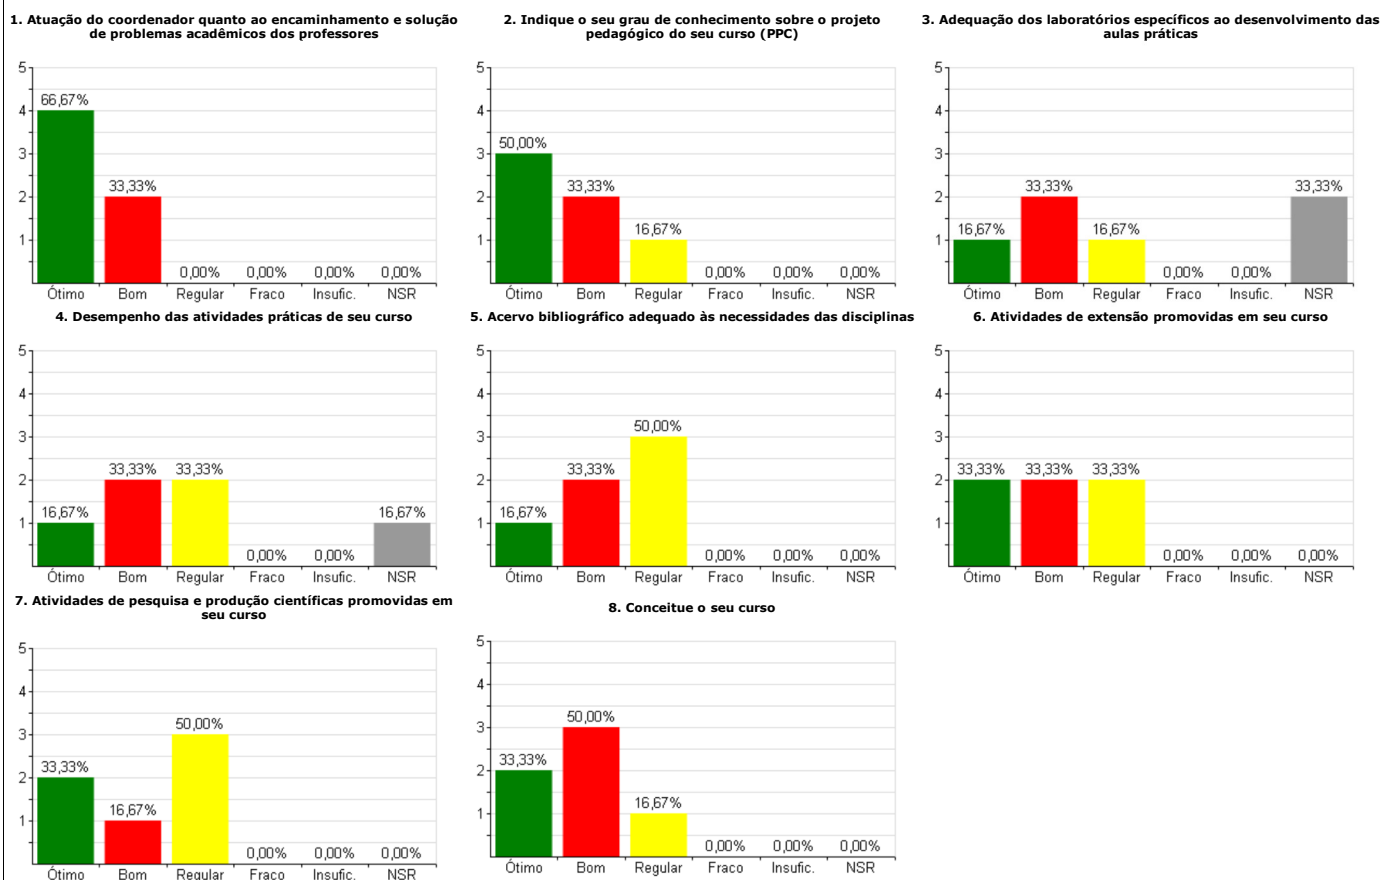 1. Atuação do coordenador quanto ao encaminhamento e solução
de problemas acadêmicos dos professores
5
4
3
2
1
66,67%
33,33%
0,00% 0,00% 0,00% 0,00%
Ótimo Bom Regular Fraco Insufic. NSR
2. Indique o seu grau de conhecimento sobre o projeto
pedagógico do seu curso (PPC)
5
4
3
2
1
50,00%
33,33%
16,67%
0,00% 0,00% 0,00%
Ótimo Bom Regular Fraco Insufic. NSR
3. Adequação dos laboratórios específicos ao desenvolvimento das
aulas práticas
5
4
3
2
1
16,67% 33,33% 16,67% 0,00% 0,00% 33,33%
Ótimo Bom Regular Fraco Insufic. NSR
4. Desempenho das atividades práticas de seu curso
5
4
3
2
1
16,67% 33,33% 33,33% 0,00% 0,00% 16,67%
Ótimo Bom Regular Fraco Insufic. NSR
5. Acervo bibliográfico adequado às necessidades das disciplinas
5
4
3
2
1
16,67% 33,33% 50,00% 0,00% 0,00% 0,00%
Ótimo Bom Regular Fraco Insufic. NSR
6. Atividades de extensão promovidas em seu curso
5
4
3
2
1
33,33% 33,33% 33,33% 0,00% 0,00% 0,00%
Ótimo Bom Regular Fraco Insufic. NSR
7. Atividades de pesquisa e produção científicas promovidas em
seu curso
5
4
3
2
1
33,33% 16,67% 50,00% 0,00% 0,00% 0,00%
Ótimo Bom Regular Fraco Insufic. NSR
8. Conceitue o seu curso
5
4
3
2
1
33,33% 50,00% 16,67% 0,00% 0,00% 0,00%
Ótimo Bom Regular Fraco Insufic. NSR